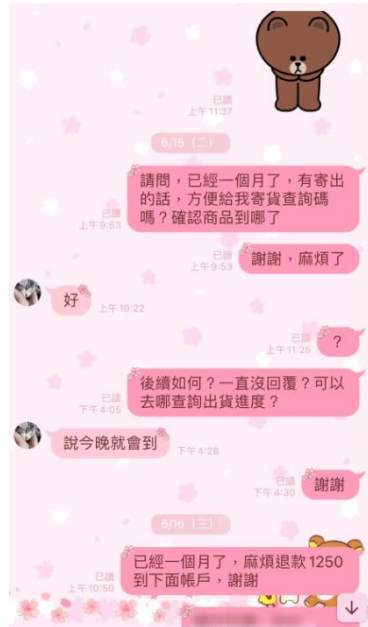 已讀
上午 11:37
6/15（二）
請問，已經一個月了，有寄出
的話，方便給我寄貨查詢碼
嗎？確認商品到哪了
已讀
上午 9:53
謝謝，麻煩了
已讀
上午 9:53
好
上午 10:22
？
已讀
上午 11:25
後續如何？一直沒回覆？可以
去哪查詢出貨進度？
已讀
下午 4:05
說今晚就會到
下午 4:28
謝謝
已讀
下午 4:30
6/16（三）
已經一個月了，麻煩退款 1250
到下面帳戶，謝謝
已讀
上午 10:50